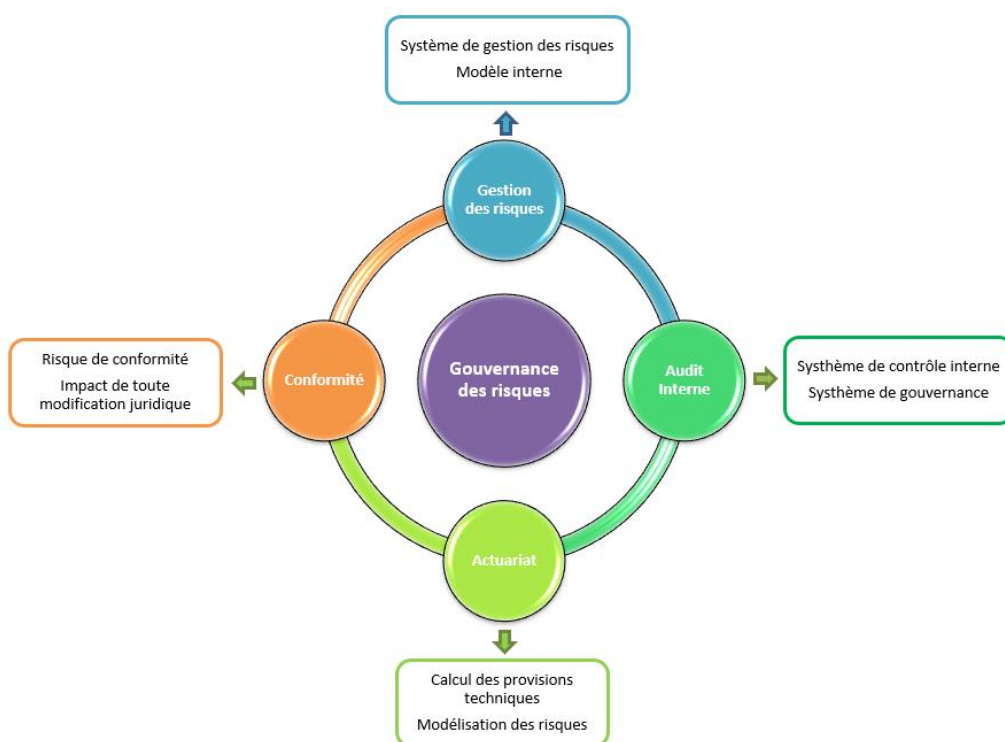 Système de gestion des risques
Modèle interne
Gestion
des risques
Risque de conformité
Impact de toute
modification juridique
Conformité
Gouvernance
des risques
Audit
Interne
Systhème de contrôle interne
Systhème de gouvernance
Actuariat
Calcul des provisions
techniques
Modélisation des risques